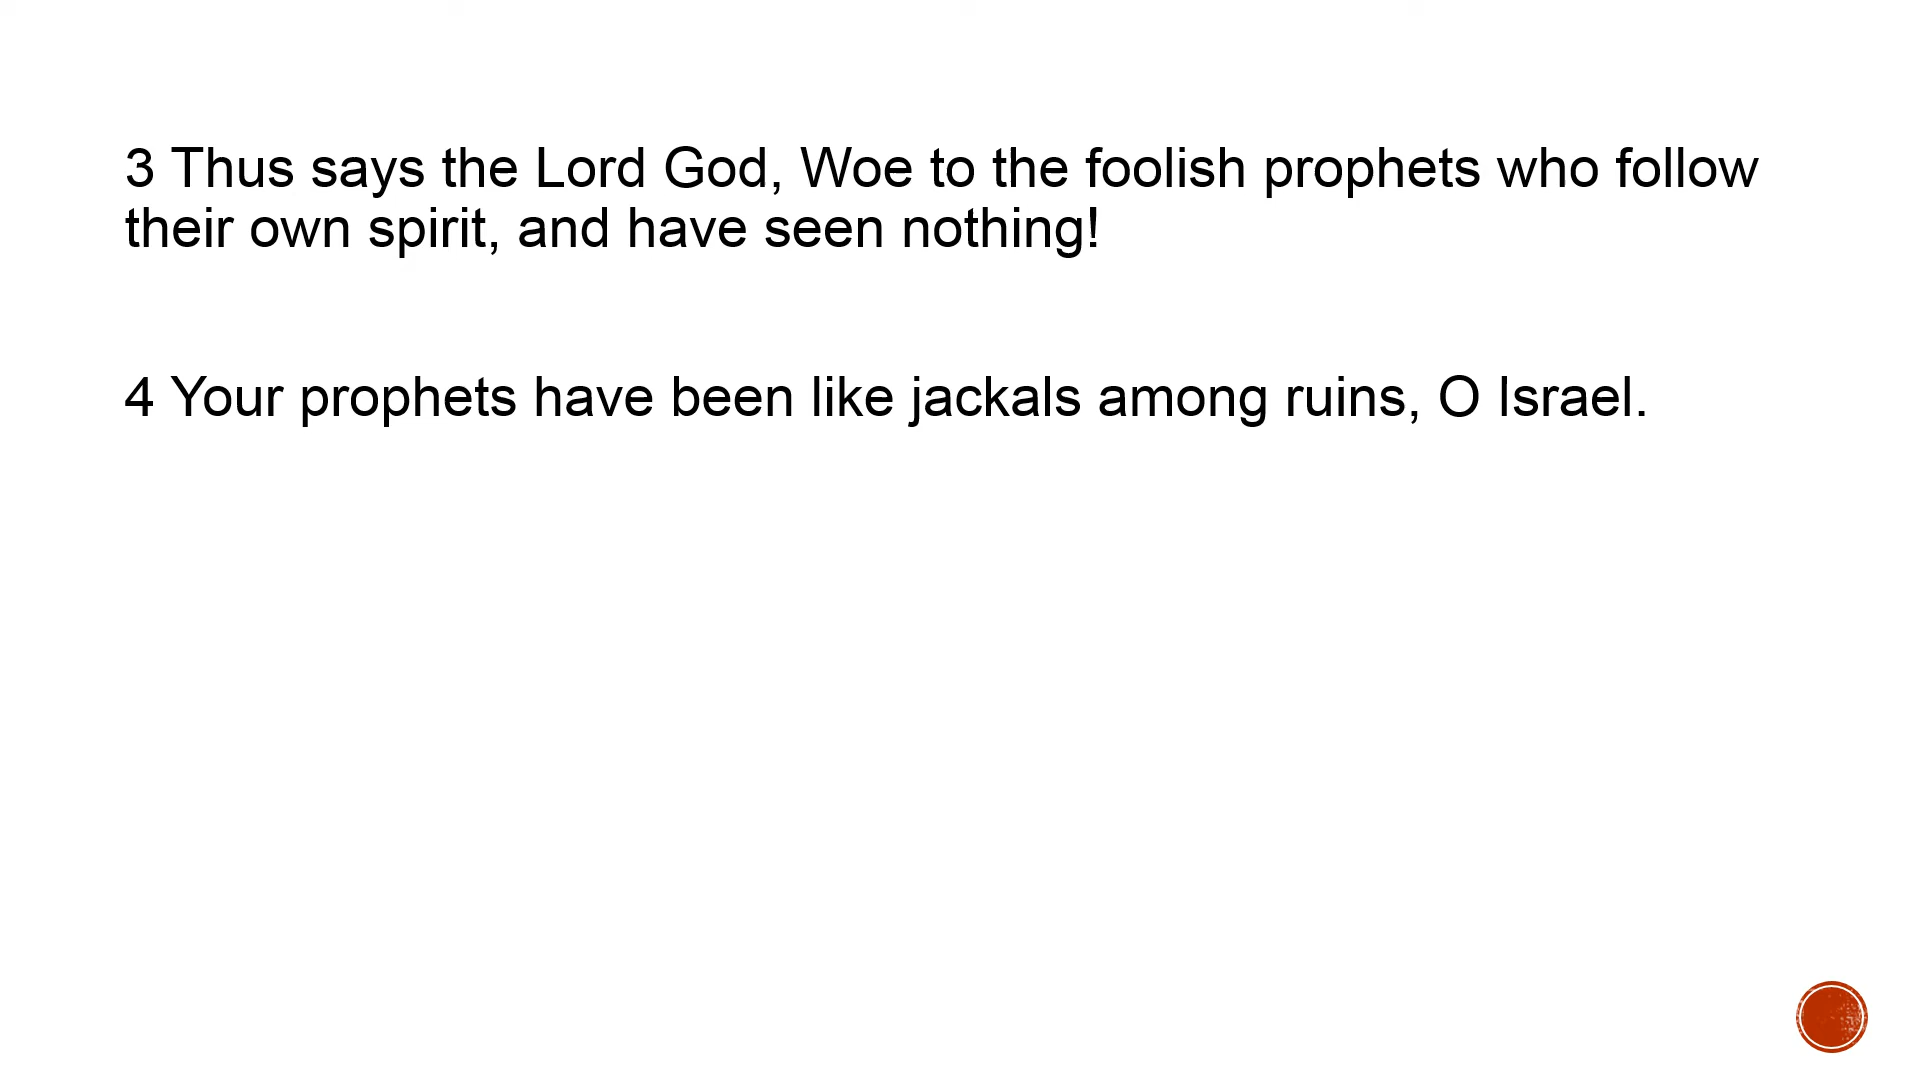 3 Thus says the Lord God, Woe to the foolish prophets who follow
their own spirit, and have seen nothing!
4 Your prophets have been like jackals among ruins, O Israel.